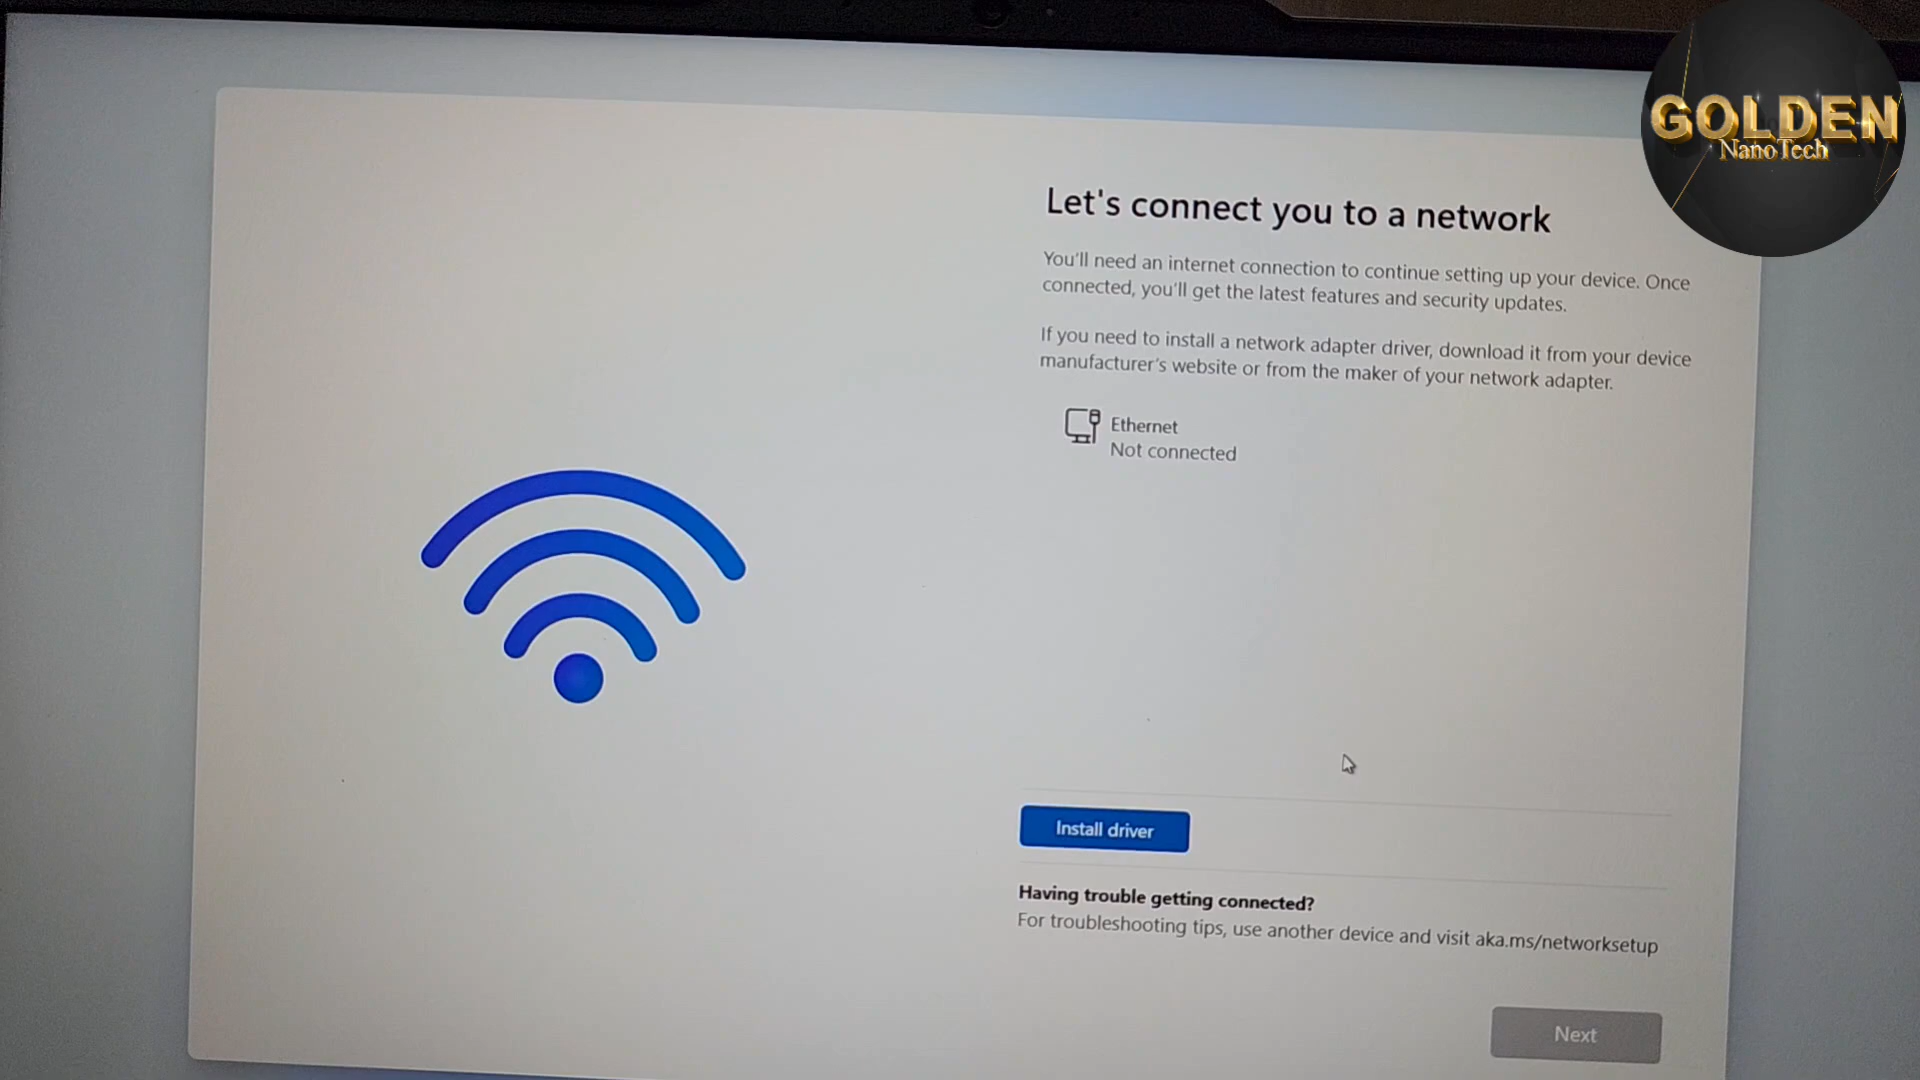 GOLDEN
NanoTech
Let's connect you to a network
You'll need an internet connection to continue setting up your device. Once
connected, you'll get the latest features and security updates.
If you need to install a network adapter driver, download it from your device
manufacturer's website or from the maker of your network adapter.
Ethernet
Not connected
Install driver
Having trouble getting connected?
For troubleshooting tips, use another device and visit aka.ms/networksetup
Next